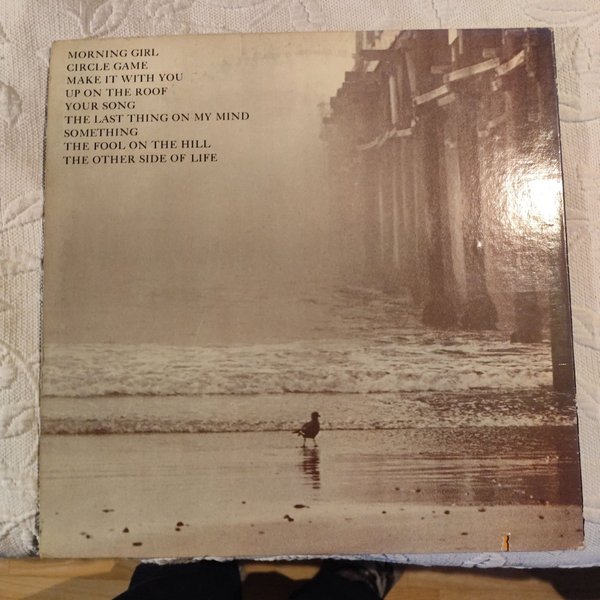 MORNING GIRL
CIRCLE GAME
MAKE IT WITH YOU
UP ON THE ROOF
YOUR SONG
THE LAST THING ON MY MIND
SOMETHING
THE FOOL ON THE HILL
THE OTHER SIDE OF LIFE